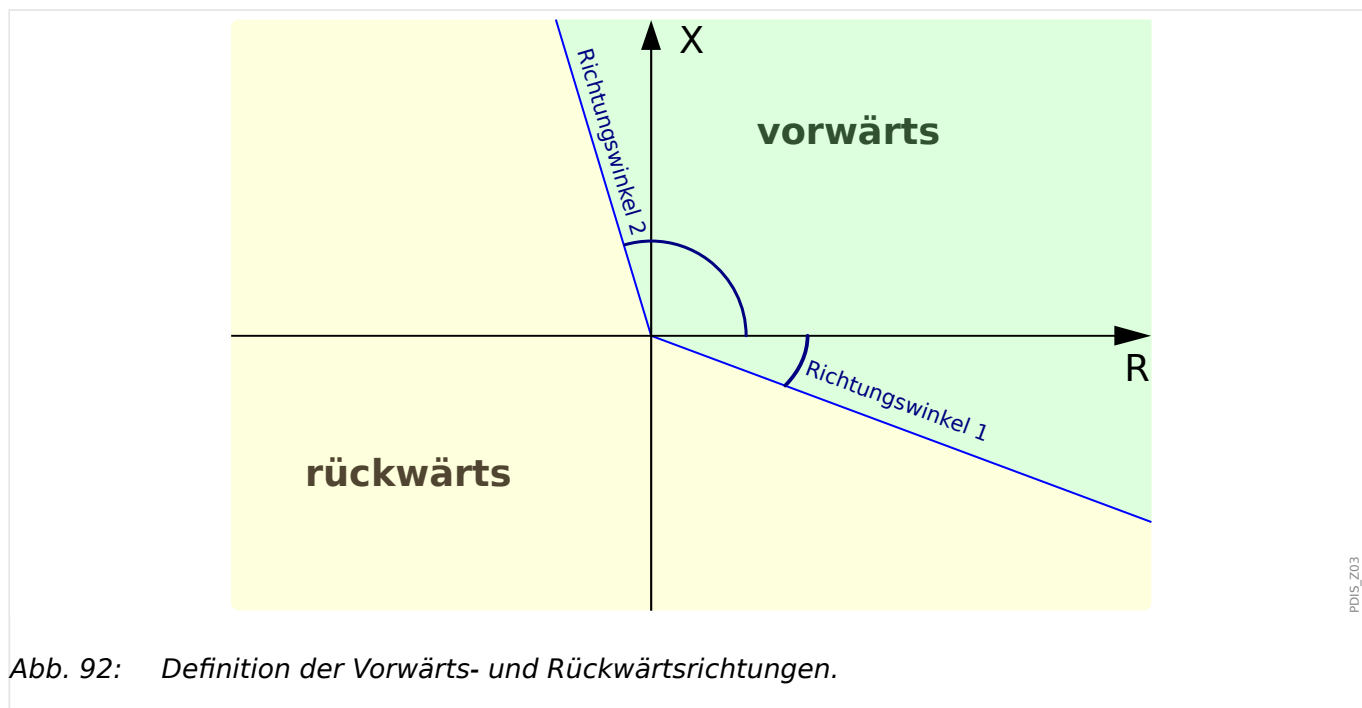 X
vorwärts
Richtungswinkel 2
R
Richtungswinkel 1
rückwärts
PDIS_Z03
Abb. 92: Definition der Vorwärts- und Rückwärtsrichtungen.